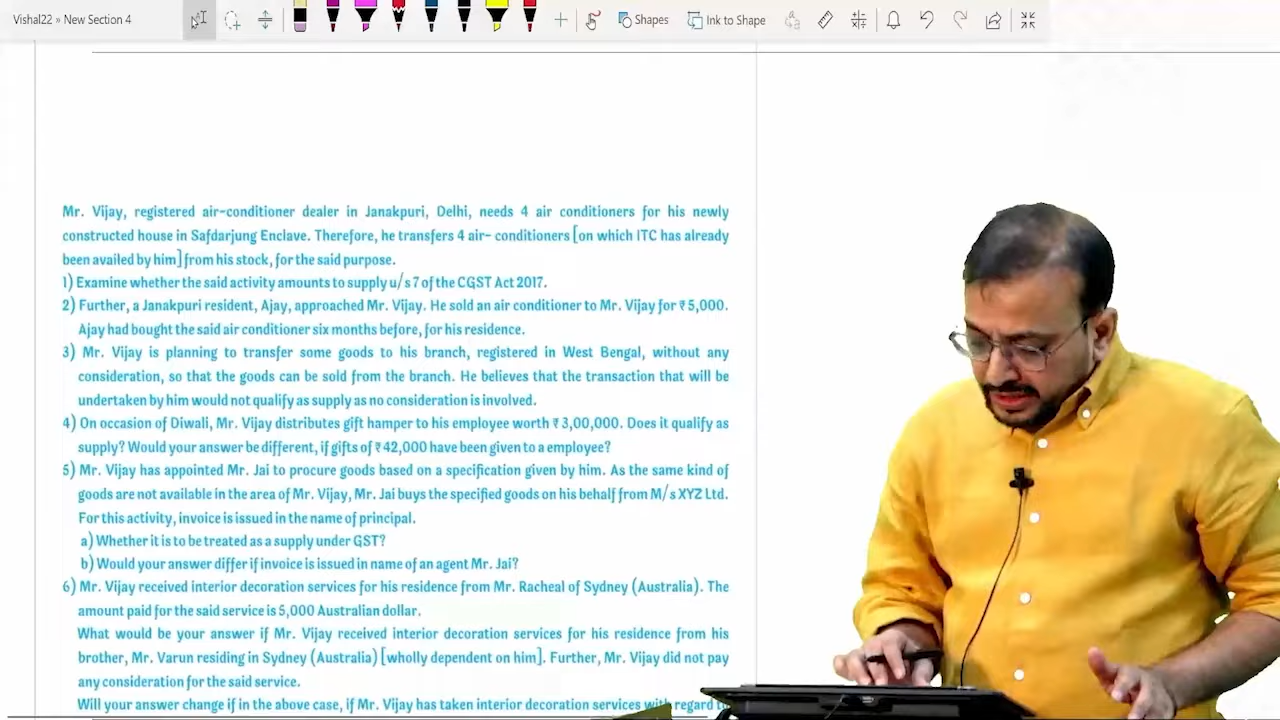 Vishal22 » New Section 4
Shapes
Ink to Shape
Mr. Vijay, registered air-conditioner dealer in Janakpuri, Delhi, needs 4 air conditioners for his newly
constructed house in Safdarjung Enclave. Therefore, he transfers 4 air- conditioners [on which ITC has already
been availed by him] from his stock, for the said purpose.
1) Examine whether the said activity amounts to supply u/s 7 of the CGST Act 2017.
2) Further, a Janakpuri resident, Ajay, approached Mr. Vijay. He sold an air conditioner to Mr. Vijay for ₹ 5,000.
Ajay had bought the said air conditioner six months before, for his residence.
3) Mr. Vijay is planning to transfer some goods to his branch, registered in West Bengal, without any
consideration, so that the goods can be sold from the branch. He believes that the transaction that will be
undertaken by him would not qualify as supply as no consideration is involved.
4) On occasion of Diwali, Mr. Vijay distributes gift hamper to his employee worth ₹ 3,00,000. Does it qualify as
supply? Would your answer be different, if gifts of ₹ 42,000 have been given to a employee?
5) Mr. Vijay has appointed Mr. Jai to procure goods based on a specification given by him. As the same kind of
goods are not available in the area of Mr. Vijay, Mr. Jai buys the specified goods on his behalf from M/s XYZ Ltd.
For this activity, invoice is issued in the name of principal.
a) Whether it is to be treated as a supply under GST?
b) Would your answer differ if invoice is issued in name of an agent Mr. Jai?
6) Mr. Vijay received interior decoration services for his residence from Mr. Racheal of Sydney (Australia). The
amount paid for the said service is 5,000 Australian dollar.
What would be your answer if Mr. Vijay received interior decoration services for his residence from his
brother, Mr. Varun residing in Sydney (Australia) [wholly dependent on him]. Further, Mr. Vijay did not pay
any consideration for the said service.
Will your answer change if in the above case, if Mr. Vijay has taken interior decoration services with regard